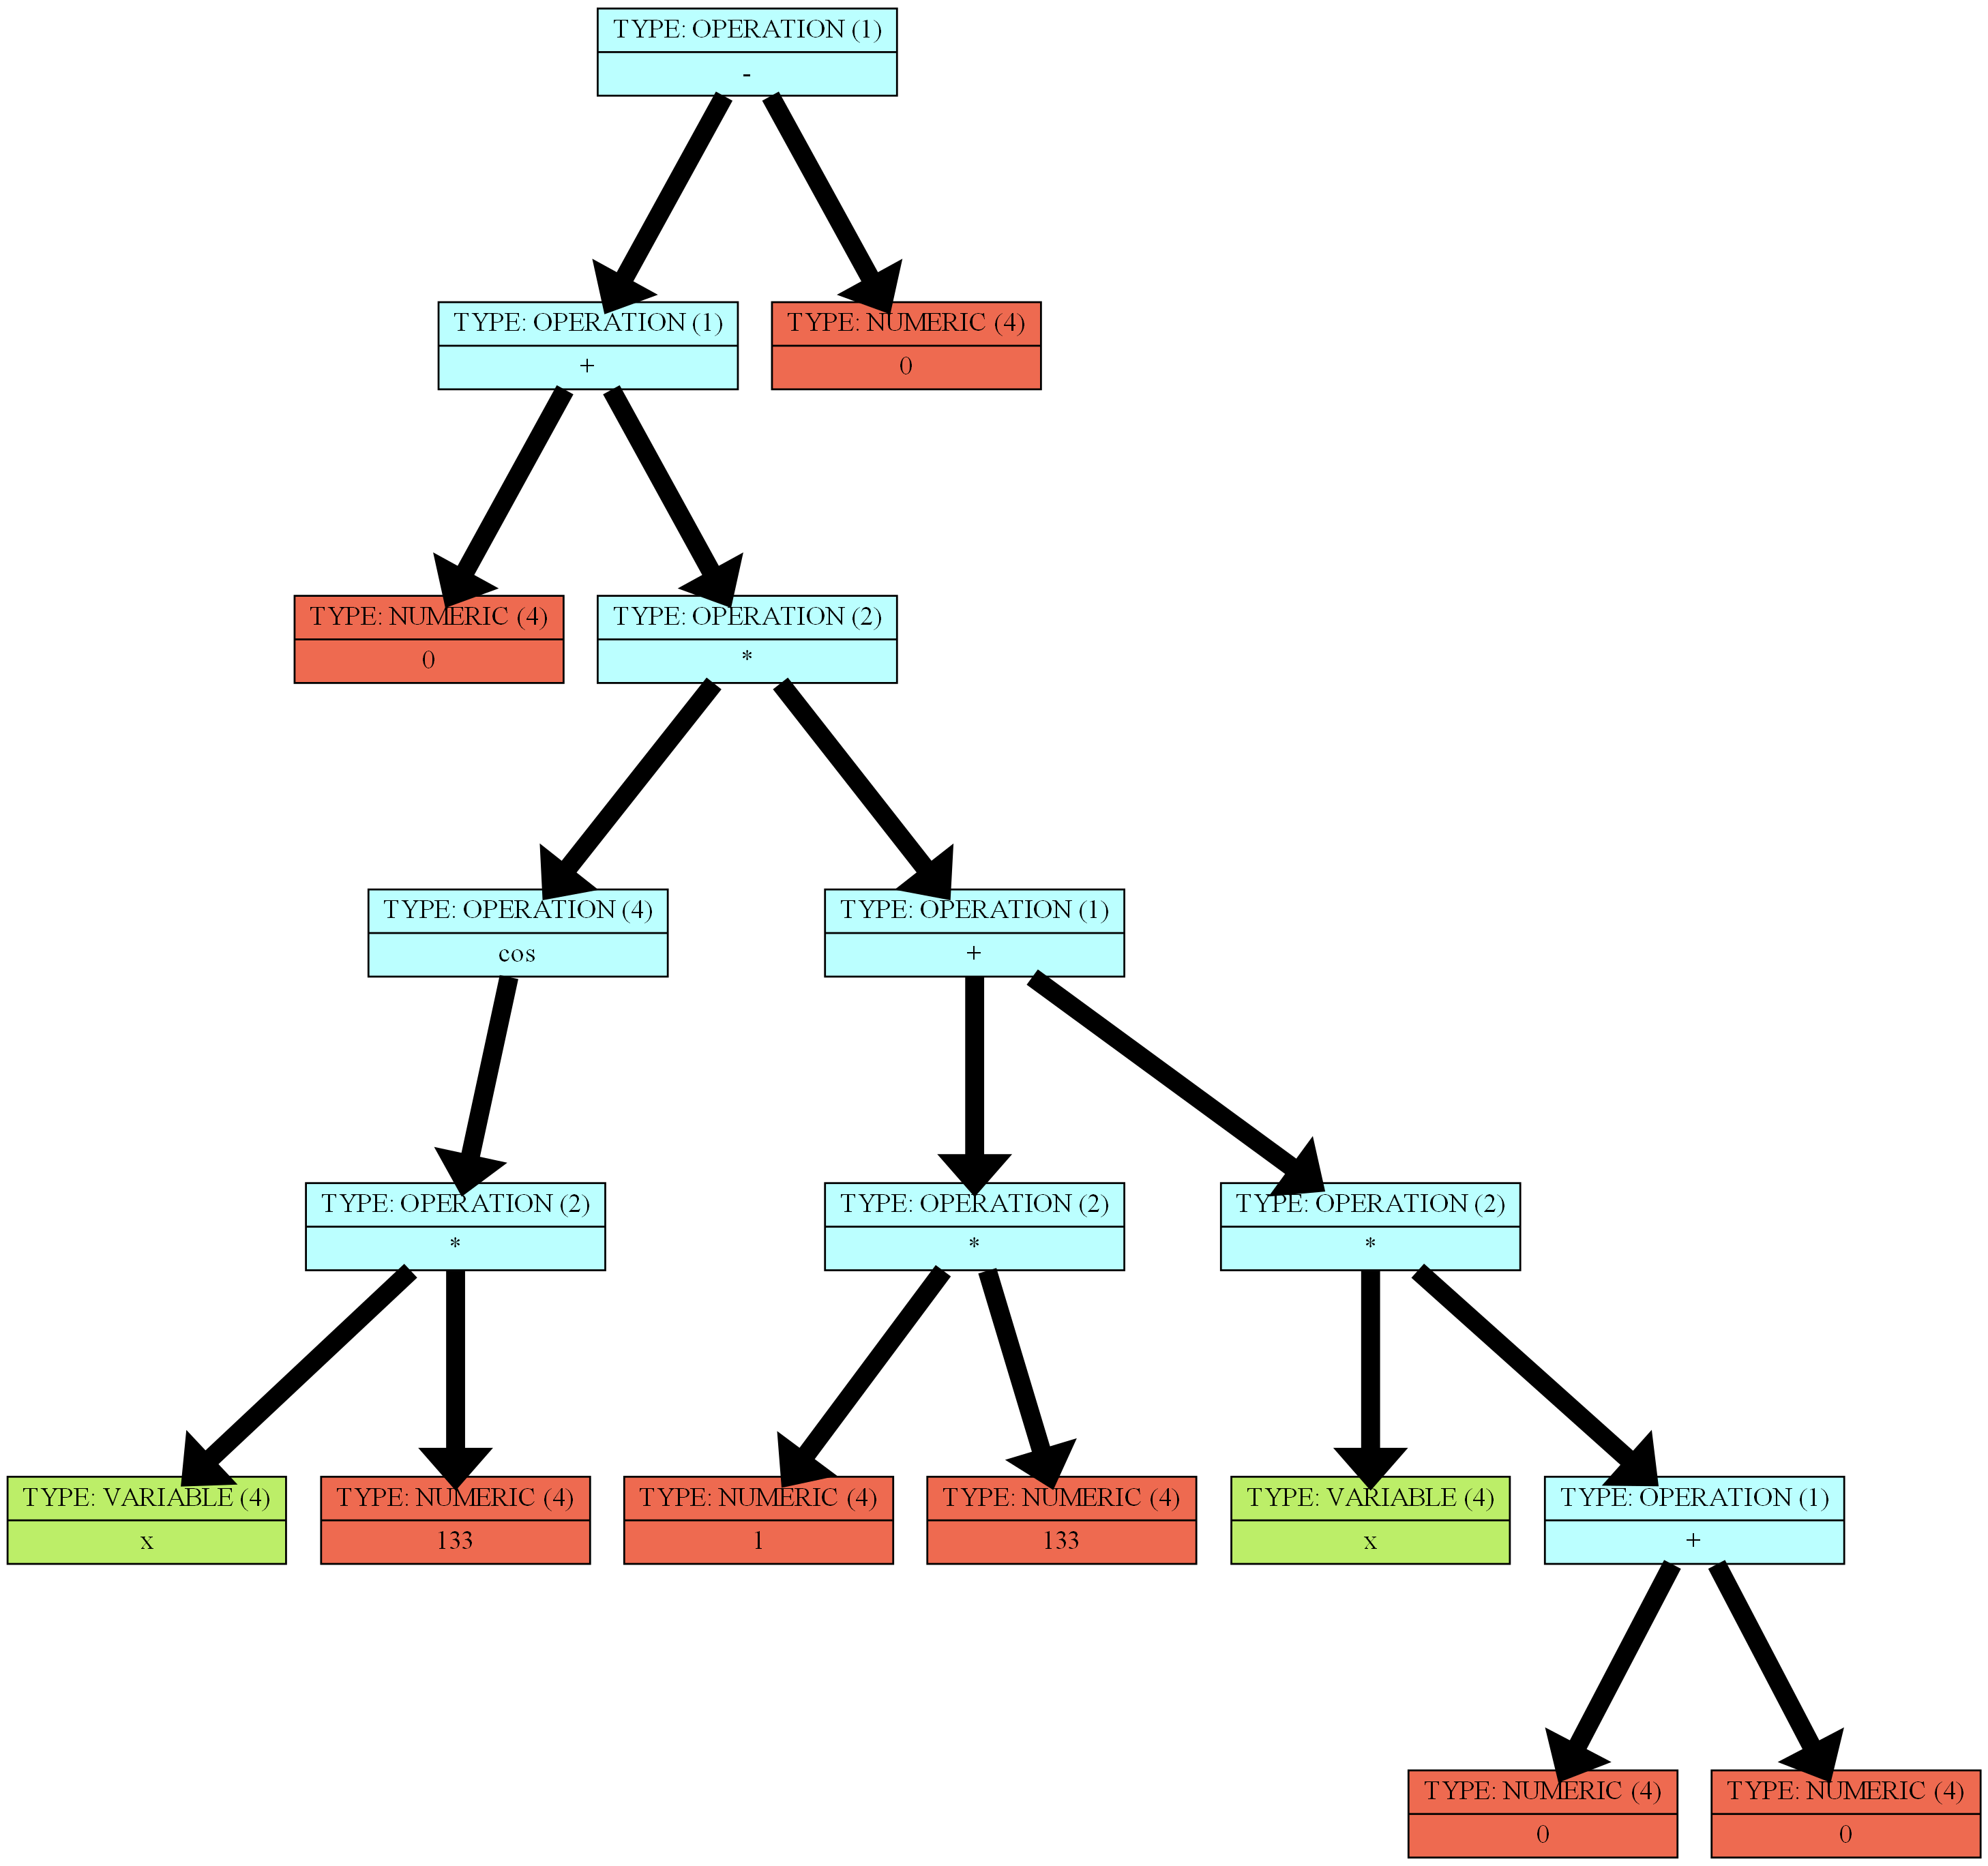 TYPE: OPERATION (1)
-
TYPE: OPERATION (1)
+
TYPE: NUMERIC (4)
0
TYPE: NUMERIC (4)
0
TYPE: OPERATION (2)
*
TYPE: OPERATION (4)
cos
TYPE: OPERATION (1)
+
TYPE: OPERATION (2)
*
TYPE: OPERATION (2)
*
TYPE: OPERATION (2)
*
TYPE: VARIABLE (4)
x
TYPE: NUMERIC (4)
133
TYPE: NUMERIC (4)
1
TYPE: NUMERIC (4)
133
TYPE: VARIABLE (4)
x
TYPE: OPERATION (1)
+
TYPE: NUMERIC (4)
0
TYPE: NUMERIC (4)
0